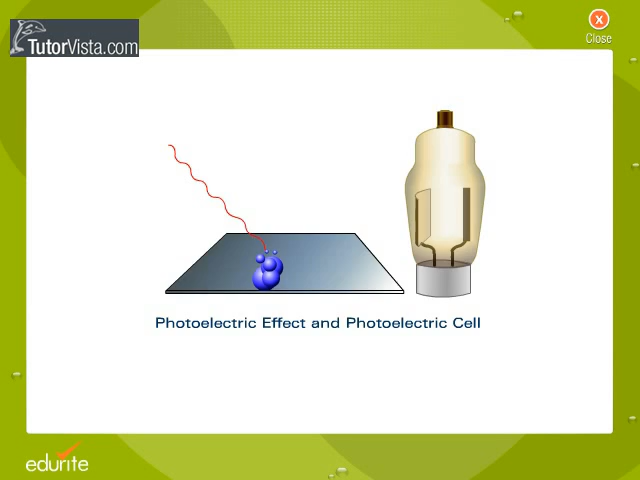 TutorVista.com
X
Close
Photoelectric Effect and Photoelectric Cell
edurite